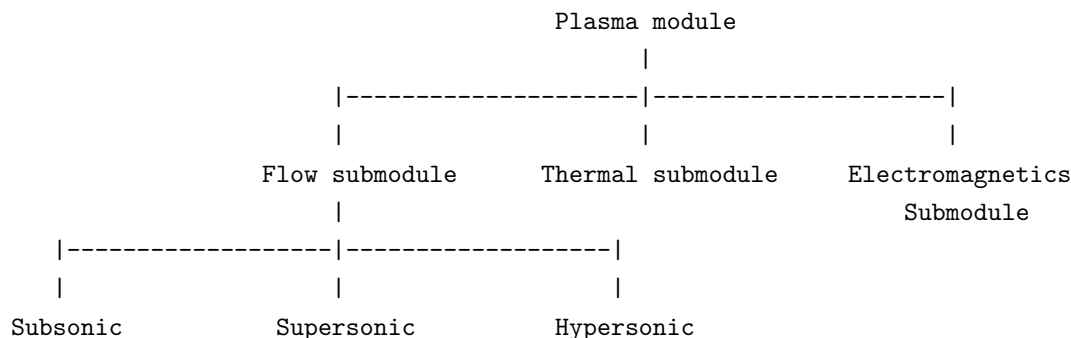 Plasma module
|
|---------------------|---------------------|
| | |
Flow submodule Thermal submodule Electromagnetics
| Submodule
|-------------------|-------------------|
| | |
Subsonic Supersonic Hypersonic